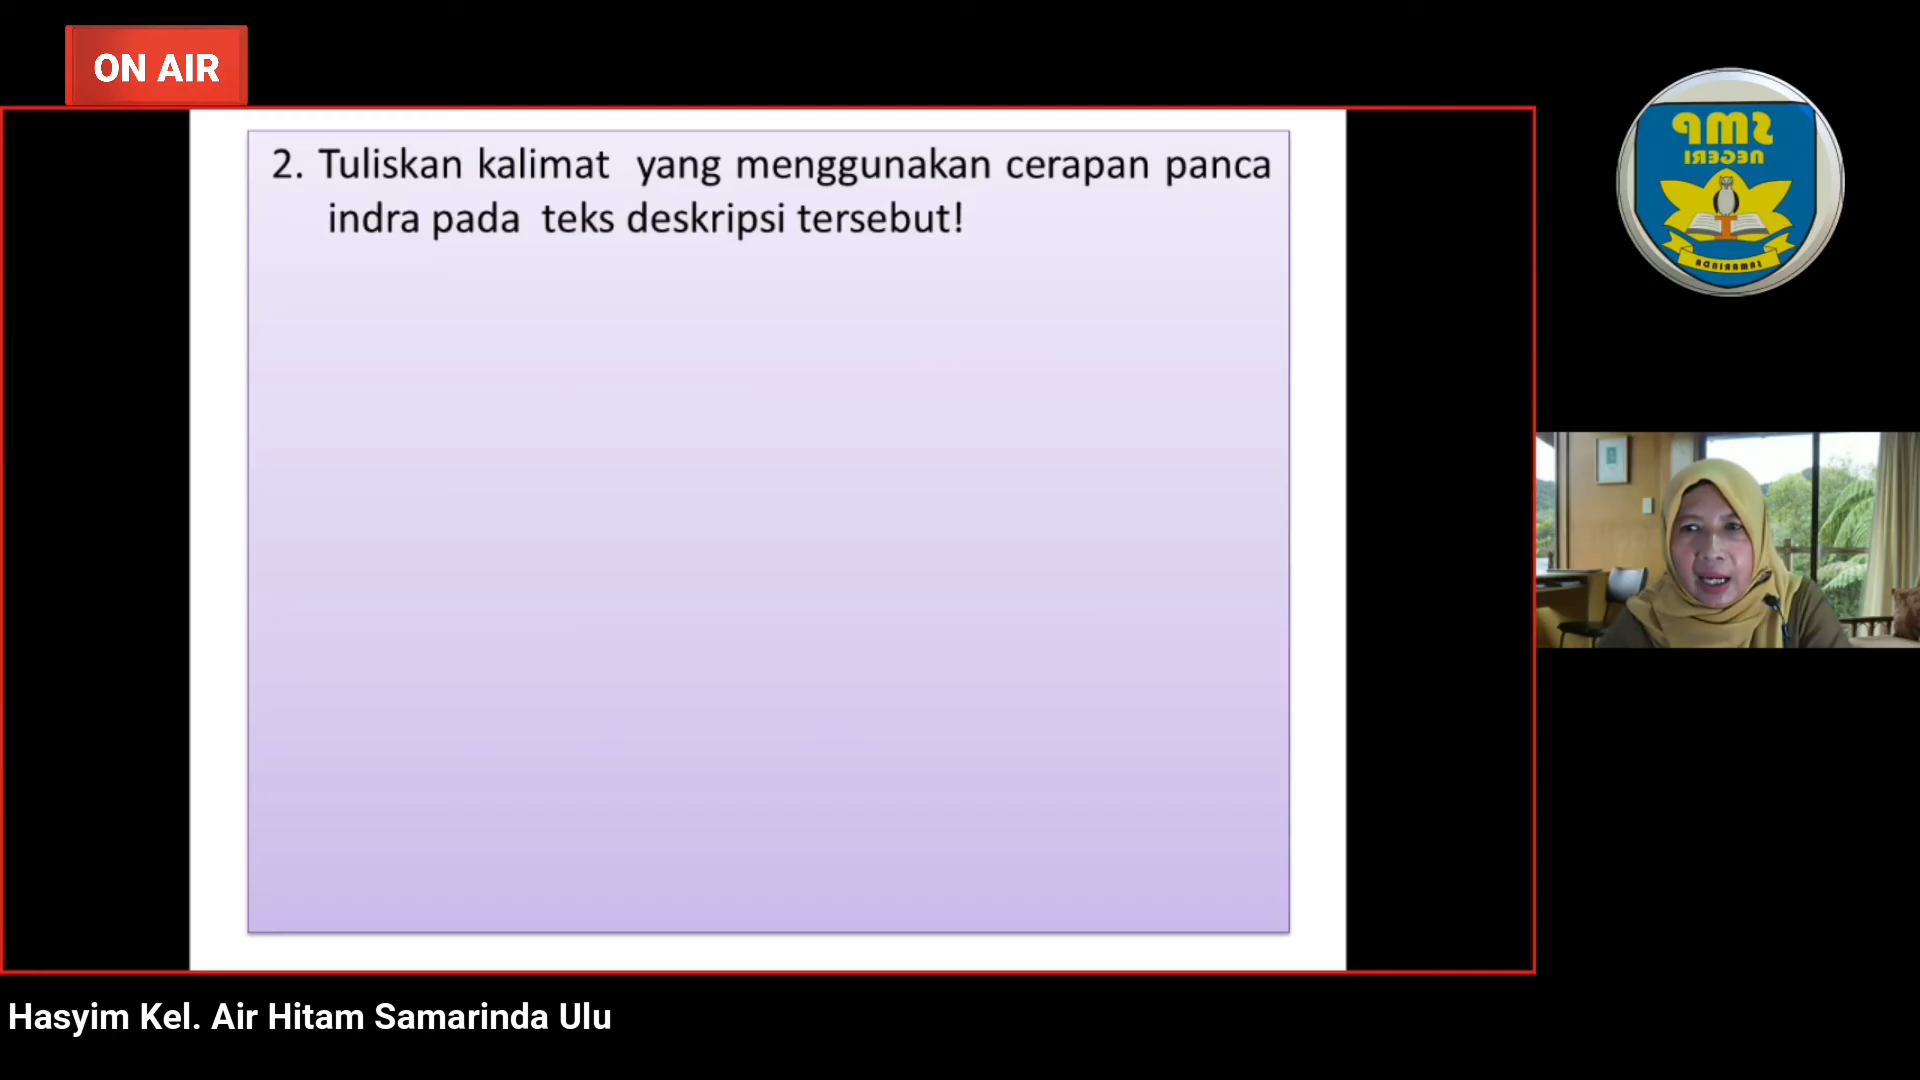 ON AIR
2. Tuliskan kalimat yang menggunakan cerapan panca
indra pada teks deskripsi tersebut!
SMP
NEGERI
SAMARINDA
Hasyim Kel. Air Hitam Samarinda Ulu